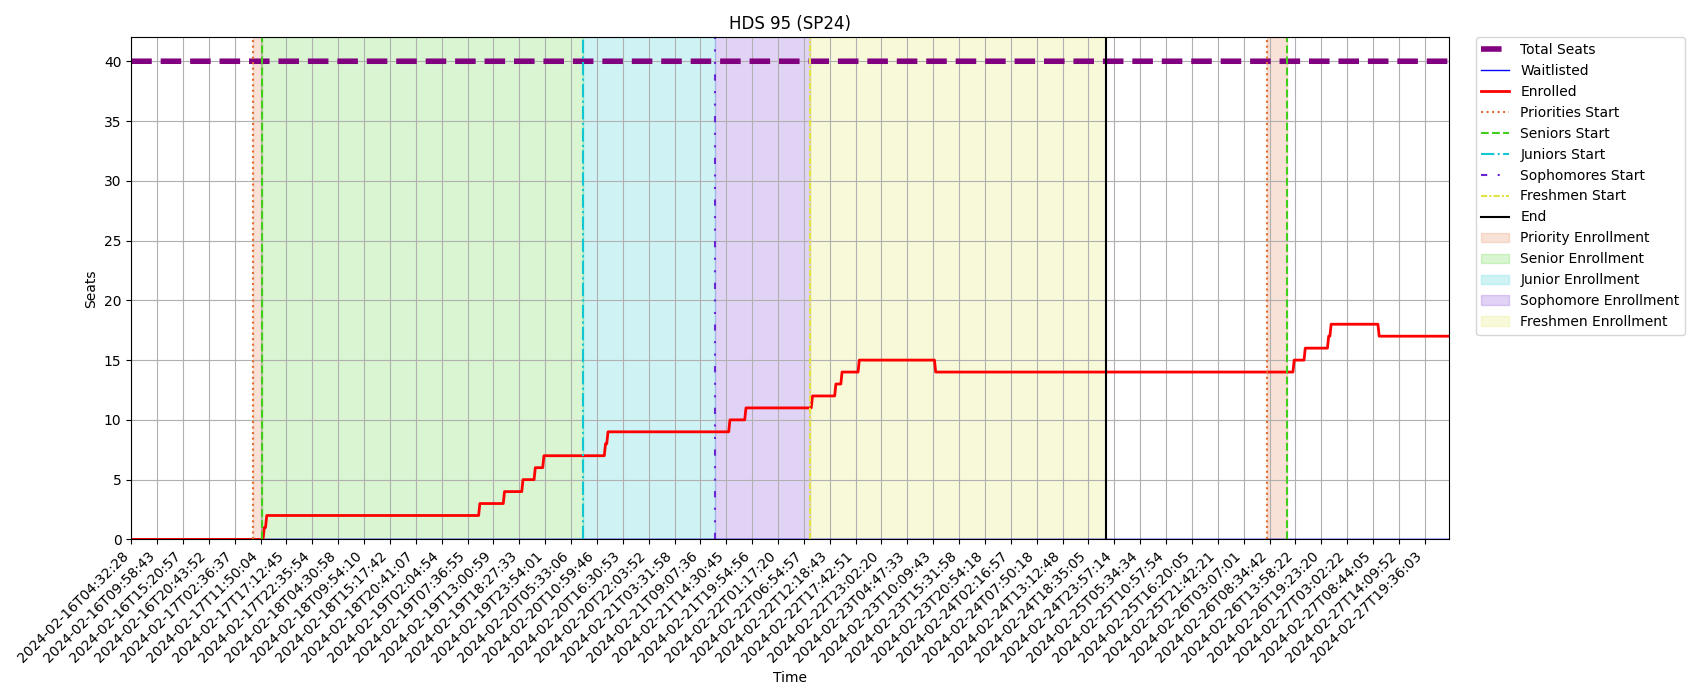 HDS 95 (SP24)
Seats
40
35
30
25
20
15
10
5
0
2024-02-16T04:32:28
2024-02-16T09:58:43
2024-02-16T15:20:57
2024-02-16T20:43:52
2024-02-17T02:36:37
2024-02-17T11:50:04
2024-02-17T17:12:45
2024-02-17T22:35:54
2024-02-18T04:30:58
2024-02-18T09:54:10
2024-02-18T15:17:42
2024-02-18T20:41:07
2024-02-19T02:04:54
2024-02-19T07:36:55
2024-02-19T13:00:59
2024-02-19T18:27:33
2024-02-19T23:54:01
2024-02-20T05:33:06
2024-02-20T10:59:46
2024-02-20T16:30:53
2024-02-20T22:03:52
2024-02-21T03:31:58
2024-02-21T09:07:36
2024-02-21T14:30:45
2024-02-21T19:54:56
2024-02-22T01:17:20
2024-02-22T06:54:57
2024-02-22T12:18:43
2024-02-22T17:42:51
2024-02-22T23:02:20
2024-02-23T04:47:33
2024-02-23T10:09:43
2024-02-23T15:31:58
2024-02-23T20:54:18
2024-02-24T02:16:57
2024-02-24T07:50:18
2024-02-24T13:12:48
2024-02-24T18:35:05
2024-02-24T23:57:14
2024-02-25T05:34:34
2024-02-25T10:57:54
2024-02-25T16:20:05
2024-02-25T21:42:21
2024-02-26T03:07:01
2024-02-26T08:34:42
2024-02-26T13:58:22
2024-02-26T19:23:20
2024-02-27T03:02:22
2024-02-27T08:44:05
2024-02-27T14:09:52
2024-02-27T19:36:03
Time
Total Seats
Waitlisted
Enrolled
Priorities Start
Seniors Start
Juniors Start
Sophomores Start
Freshmen Start
End
Priority Enrollment
Senior Enrollment
Junior Enrollment
Sophomore Enrollment
Freshmen Enrollment